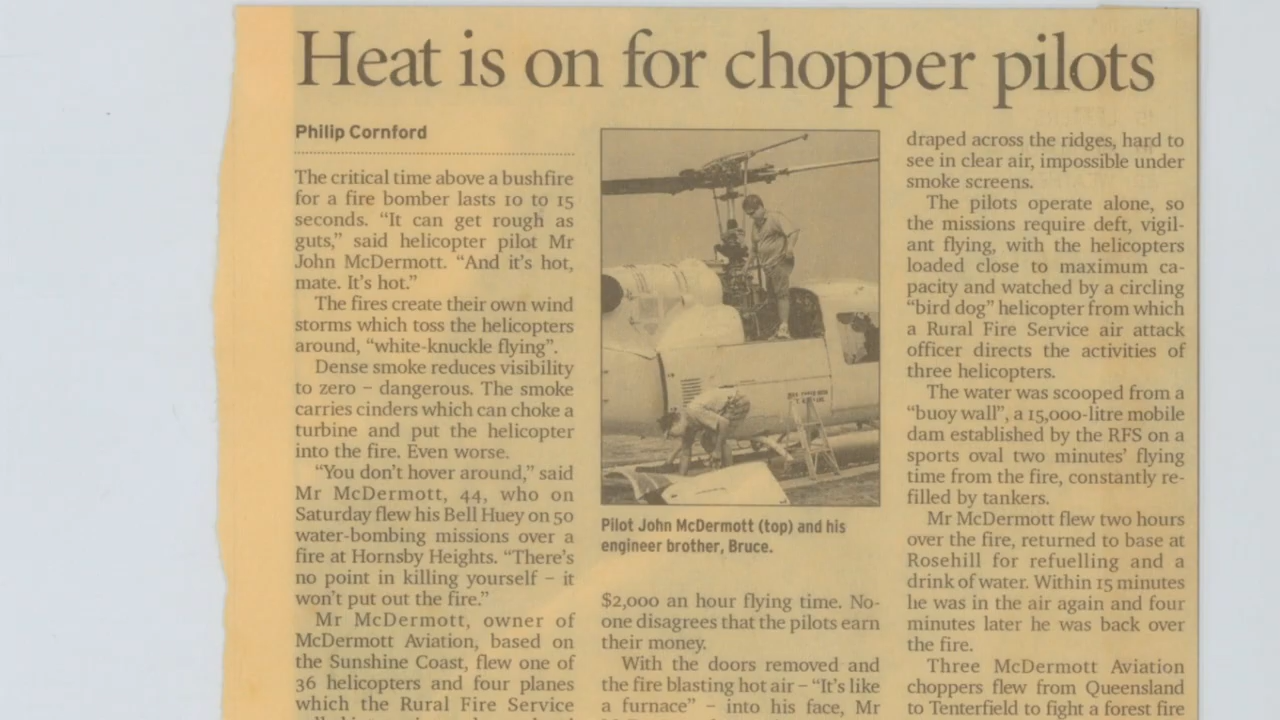 Heat is on for chopper pilots
Philip Cornford
The critical time above a bushfire
for a fire bomber lasts 10 to 15
seconds. “It can get rough as
guts,” said helicopter pilot Mr
John McDermott. “And it’s hot,
mate. It’s hot.”
The fires create their own wind
storms which toss the helicopters
around, “white-knuckle flying”.
Dense smoke reduces visibility
to zero – dangerous. The smoke
carries cinders which can choke a
turbine and put the helicopter
into the fire. Even worse.
“You don’t hover around,” said
Mr McDermott, 44, who on
Saturday flew his Bell Huey on 50
water-bombing missions over a
fire at Hornsby Heights. “There’s
no point in killing yourself – it
won’t put out the fire.”
Mr McDermott, owner of
McDermott Aviation, based on
the Sunshine Coast, flew one of
36 helicopters and four planes
which the Rural Fire Service
Pilot John McDermott (top) and his
engineer brother, Bruce.
$2,000 an hour flying time. No-
one disagrees that the pilots earn
their money.
With the doors removed and
the fire blasting hot air – “It’s like
a furnace” – into his face, Mr
draped across the ridges, hard to
see in clear air, impossible under
smoke screens.
The pilots operate alone, so
the missions require deft, vigil-
ant flying, with the helicopters
loaded close to maximum ca-
pacity and watched by a circling
“bird dog” helicopter from which
a Rural Fire Service air attack
officer directs the activities of
three helicopters.
The water was scooped from a
“buoy wall”, a 15,000-litre mobile
dam established by the RFS on a
sports oval two minutes’ flying
time from the fire, constantly re-
filled by tankers.
Mr McDermott flew two hours
over the fire, returned to base at
Rosehill for refuelling and a
drink of water. Within 15 minutes
he was in the air again and four
minutes later he was back over
the fire.
Three McDermott Aviation
choppers flew from Queensland
to Tenterfield to fight a forest fire